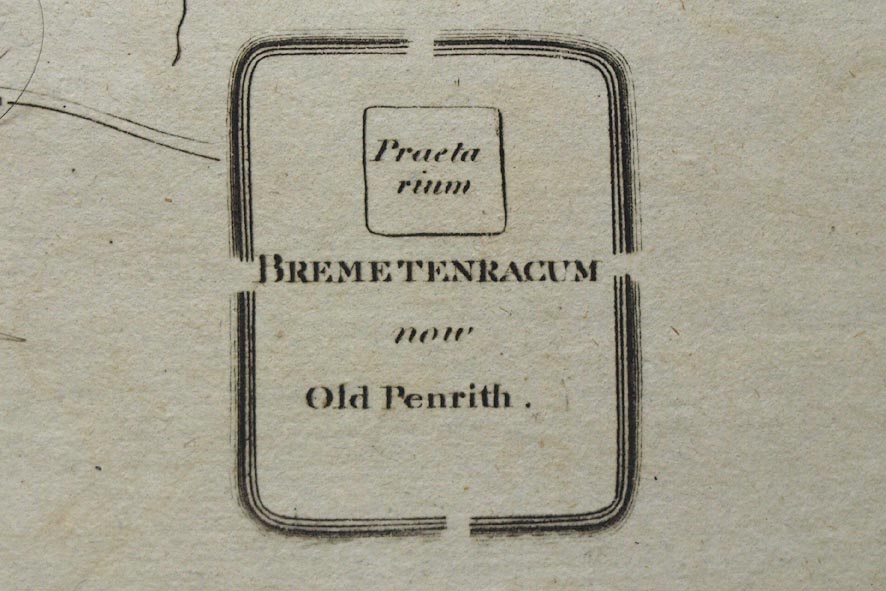 Praeta
rium
BREMETENRACUM
now
Old Penrith.